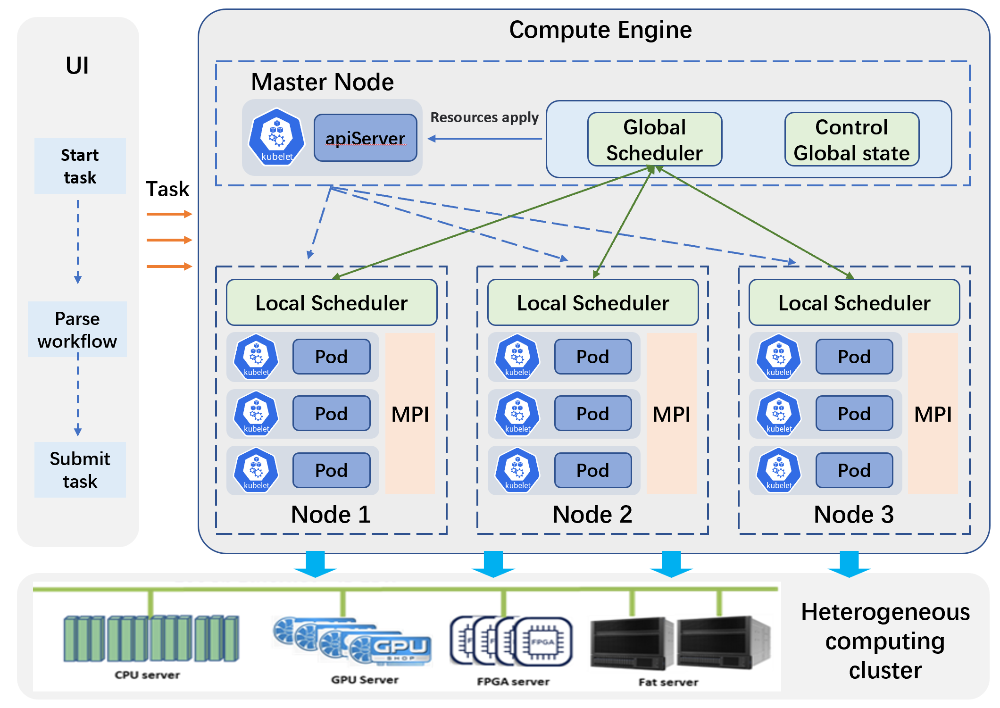 UI
Start
task
Parse
workflow
Submit
task
Task
Compute Engine
Master Node
kubelet
apiServer
Resources apply
Global
Scheduler
Control
Global state
Local Scheduler
kubelet
Pod
kubelet
Pod
kubelet
Pod
MPI
Node 1
Local Scheduler
kubelet
Pod
kubelet
Pod
kubelet
Pod
MPI
Node 2
Local Scheduler
kubelet
Pod
kubelet
Pod
kubelet
Pod
MPI
Node 3
CPU server
GPU
SHOP
GPU Server
FPGA
FPGA server
Fat server
Heterogeneous
computing
cluster